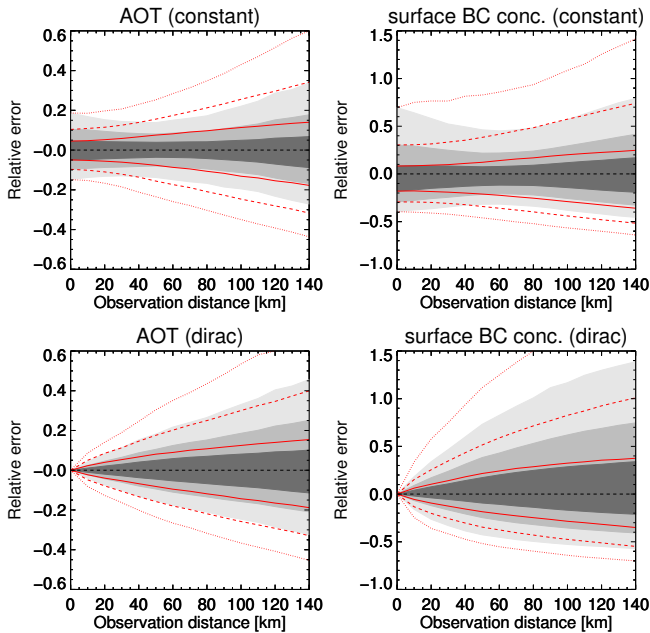 AOT (constant)
0.6
0.4
0.2
-0.0
-0.2
-0.4
-0.6
Relative error
0 20 40 60 80 100 120 140
Observation distance [km]
surface BC conc. (constant)
1.5
1.0
0.5
0.0
-0.5
-1.0
Relative error
0 20 40 60 80 100 120 140
Observation distance [km]
AOT (dirac)
0.6
0.4
0.2
-0.0
-0.2
-0.4
-0.6
Relative error
0 20 40 60 80 100 120 140
Observation distance [km]
surface BC conc. (dirac)
1.5
1.0
0.5
0.0
-0.5
-1.0
Relative error
0 20 40 60 80 100 120 140
Observation distance [km]